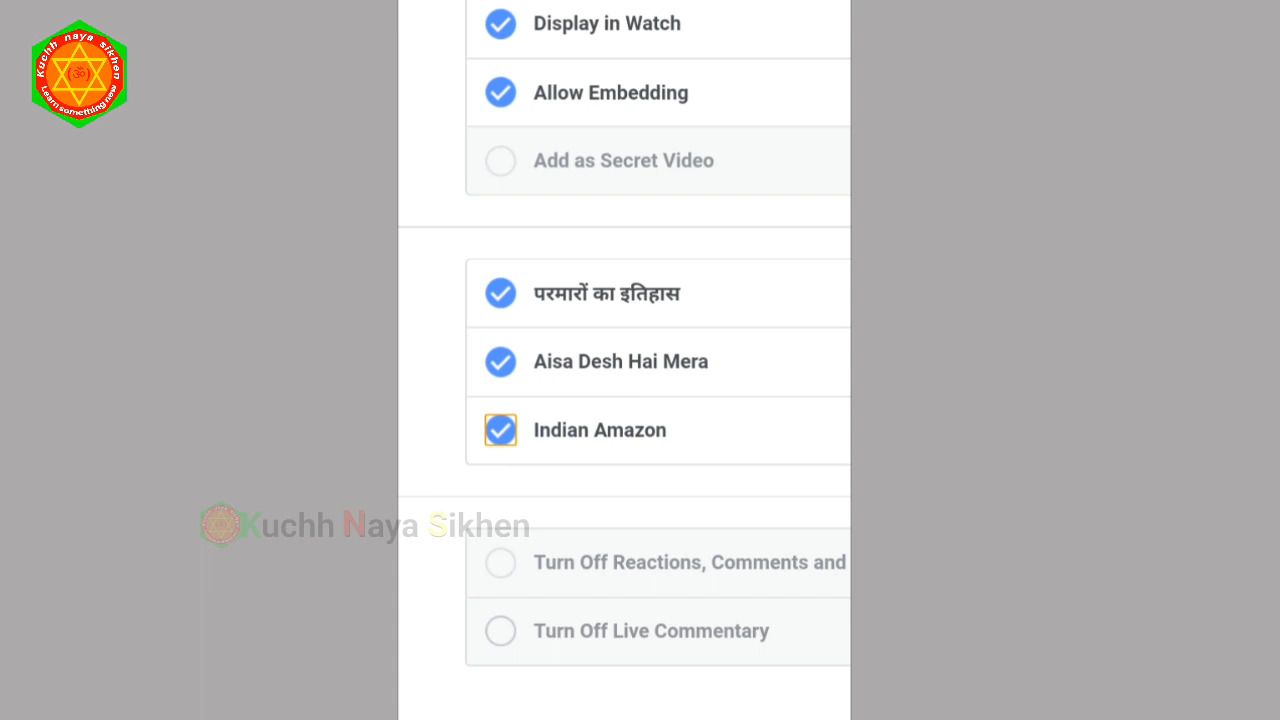 Kuchh naya sikhen
(ॐ)
Learn something new
Display in Watch
Allow Embedding
Add as Secret Video
परमारों का इतिहास
Aisa Desh Hai Mera
Indian Amazon
Kuchh Naya Sikhen
Turn Off Reactions, Comments and
Turn Off Live Commentary